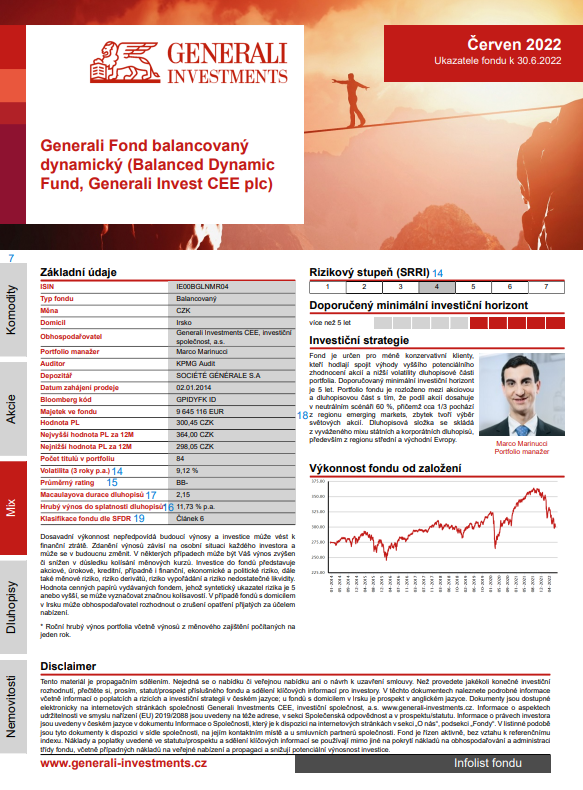 GENERALI
INVESTMENTS
Červen 2022
Ukazatele fondu k 30.6.2022
Generali Fond balancovaný
dynamický (Balanced Dynamic
Fund, Generali Invest CEE plc)
7
Komodity
Akcie
Mix
Dluhopisy
Nemovitosti
Základní údaje
ISIN IE00BGLNMR04
Typ fondu Balancovaný
Měna CZK
Domicil Irsko
Obhospodařovatel Generali Investments CEE, investiční
společnost, a.s.
Portfolio manažer Marco Marinucci
Auditor KPMG Audit
Depozitář SOCIÉTÉ GÉNÉRALE S.A
Datum zahájení prodeje 02.01.2014
Bloomberg kód GPIDYFK ID
Majetek ve fondu 9 645 116 EUR
Hodnota PL 300,45 CZK
Nejvyšší hodnota PL za 12M 364,00 CZK
Nejnižší hodnota PL za 12M 298,05 CZK
Počet titulů v portfoliu 84
Volatilita (3 roky p.a.) 14 9,12 %
Průměrný rating 15 BB-
Macaulayova durace dluhopisů 17 2,15
Hrubý výnos do splatnosti dluhopisů* 16 11,73 % p.a.
Klasifikace fondu dle SFDR 19 Článek 6
Dosavadní výkonnost nepředpovídá budoucí výnosy a investice může vést k
finanční ztrátě. Zdanění výnosů závisí na osobní situaci každého investora a
může se v budoucnu změnit. V některých případech může být Váš výnos zvýšen
či snížen v důsledku kolísání měnových kurzů. Investice do fondu představuje
akciové, úrokové, kreditní, případně i finanční, ekonomické a politické riziko, dále
také měnové riziko, riziko derivátů, riziko vypořádání a riziko nedostatečné likvidity.
Hodnota cenných papírů vydávaných fondem, jehož syntetický ukazatel rizika je 5
anebo vyšší, se může vyznačovat značnou kolísavostí. V případě fondů s domicilem
v Irsku může obhospodařovatel rozhodnout o zrušení opatření přijatých za účelem
nabízení.
* Roční hrubý výnos portfolia včetně výnosů z měnového zajištění počítaných na
jeden rok.
Rizikový stupeň (SRRI) 14
1 2 3 4 5 6 7
Doporučený minimální investiční horizont
více než 5 let
Investiční strategie
Fond je určen pro méně konzervativní klienty,
kteří hodlají spojit výhody vyššího potenciálního
zhodnocení akcií a nižší volatility dluhopisové části
portfolia. Doporučovaný minimální investiční horizont
je 5 let. Portfolio fondu je rozloženo mezi akciovou
a dluhopisovou část s tím, že podíl akcií dosahuje
18 v neutrálním scénáři 60 %, přičemž cca 1/3 pochází
z regionu emerging markets, zbytek tvoří výběr
světových akcií. Dluhopisová složka se skládá
z vyváženého mixu státních a korporátních dluhopisů,
především z regionu střední a východní Evropy.
Marco Marinucci
Portfolio manažer
Výkonnost fondu od založení
375,00
350,00
325,00
300,00
275,00
250,00
225,00
Disclaimer
Tento materiál je propagačním sdělením. Nejedná se o nabídku či veřejnou nabídku ani o návrh k uzavření smlouvy. Než provedete jakékoli konečné investiční
rozhodnutí, přečtěte si, prosím, statut/prospekt příslušného fondu a sdělení klíčových informací pro investory. V těchto dokumentech naleznete podrobné informace
včetně informací o poplatcích a rizicích a investiční strategii v českém jazyce; u fondů s domicilem v Irsku je prospekt v anglickém jazyce. Dokumenty jsou dostupné
elektronicky na internetových stránkách společnosti Generali Investments CEE, investiční společnost, a.s. www.generali-investments.cz. Informace o aspektech
udržitelnosti ve smyslu nařízení (EU) 2019/2088 jsou uvedeny na téže adrese, v sekci Společenská odpovědnost a v prospektu/statutu. Informace o právech investora
jsou uvedeny v českém jazyce v dokumentu Informace o Společnosti, který je k dispozici na internetových stránkách v sekci „O nás“, podsekci „Fondy“. V listinné podobě
jsou tyto dokumenty k dispozici v sídle společnosti, na jejím kontaktním místě a u smluvních partnerů společnosti. Fond je řízen aktivně, bez vztahu k referenčnímu
indexu. Náklady a poplatky uvedené ve statutu/prospektu a sdělení klíčových informací se používají mimo jiné na pokrytí nákladů na obhospodařování a administraci
třídy fondu, včetně případných nákladů na veřejné nabízení a propagaci a snižují potenciální výnosnost investice.
www.generali-investments.cz
Infolist fondu